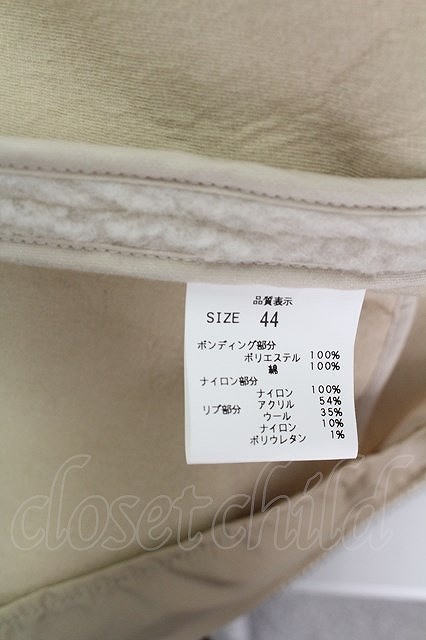 品質表示
SIZE 44
ボンディング部分
ポリエステル 100%
綿 100%
ナイロン部分
ナイロン 100%
リブ部分 アクリル 54%
ウール 35%
ナイロン 10%
ポリウレタン 1%
closet child